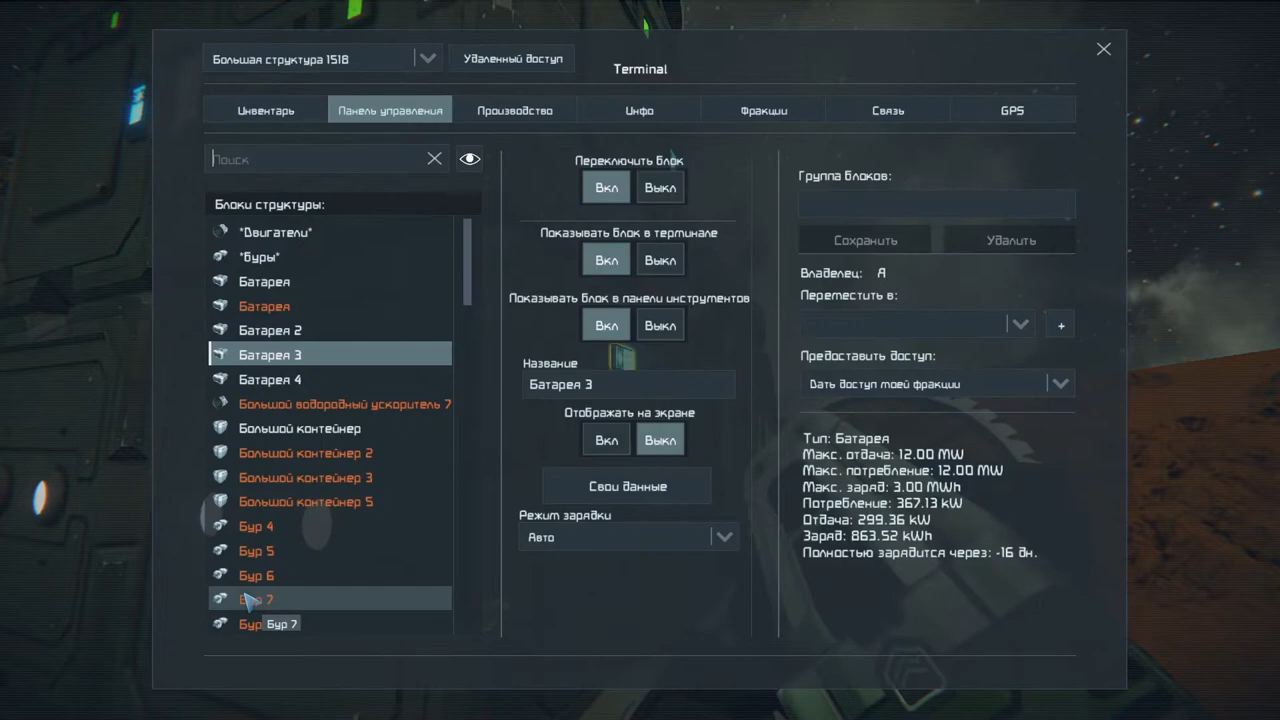 Большая структура 1518
Удаленный доступ
Terminal
Инвентарь
Панель управления
Производство
Инфо
Фракции
Связь
GPS
Поиск
Блоки структуры:
*Двигатели*
*буры*
Батарея
Батарея
Батарея 2
Батарея 3
Батарея 4
Большой водородный ускоритель 7
Большой контейнер
Большой контейнер 2
Большой контейнер 3
Большой контейнер 5
Бур 4
Бур 5
Бур 6
Бур 7
Бур
Бур 7
Переключить блок
Вкл Выкл
Показывать блок в терминале
Вкл Выкл
Показывать блок в панели инструментов
Вкл Выкл
Название
Батарея 3
Отображать на экране
Вкл Выкл
Свои данные
Режим зарядки
Авто
Группа блоков:
Сохранить
Удалить
Владелец: A
Переместить в:
+
Предоставить доступ:
Дать доступ моей фракции
Тип: Батарея
Макс. отдача: 12.00 MW
Макс. потребление: 12.00 MW
Макс. заряд: 3.00 MWh
Потребление: 367.13 kW
Отдача: 299.36 kW
Заряд: 863.52 kWh
Полностью зарядится через: -16 дн.